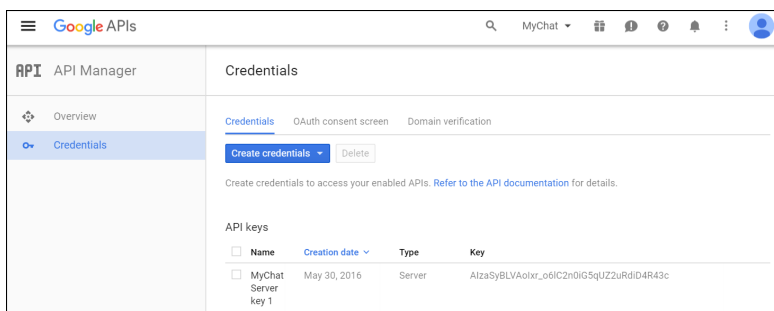 Google APIs
MyChat
API API Manager
Credentials
Overview
Credentials
Credentials OAuth consent screen Domain verification
Create credentials Delete
Create credentials to access your enabled APIs. Refer to the API documentation for details.
API keys
Name Creation date Type Key
MyChat May 30, 2016 Server AIzaSyBLVAoIxr_o6lC2n0iG5qUZ2uRdiD4R43c
Server
key 1